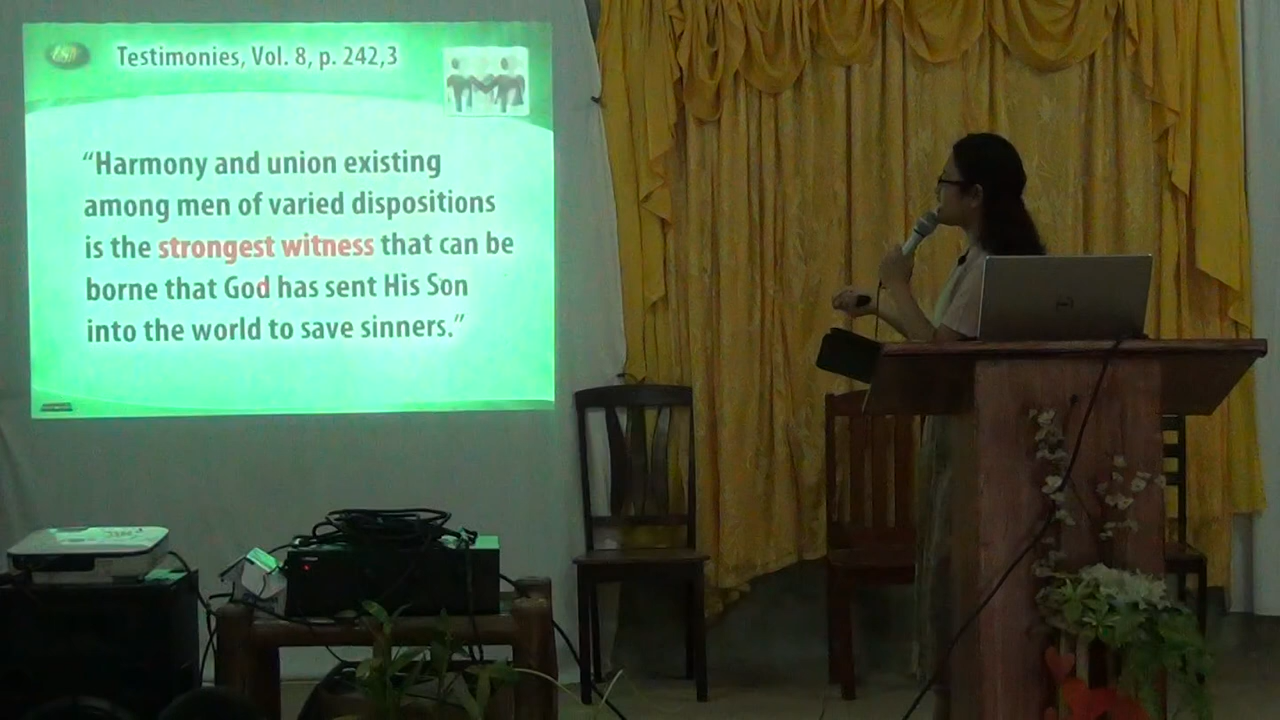 Testimonies, Vol. 8, p. 242,3
“Harmony and union existing
among men of varied dispositions
is the strongest witness that can be
borne that God has sent His Son
into the world to save sinners.”